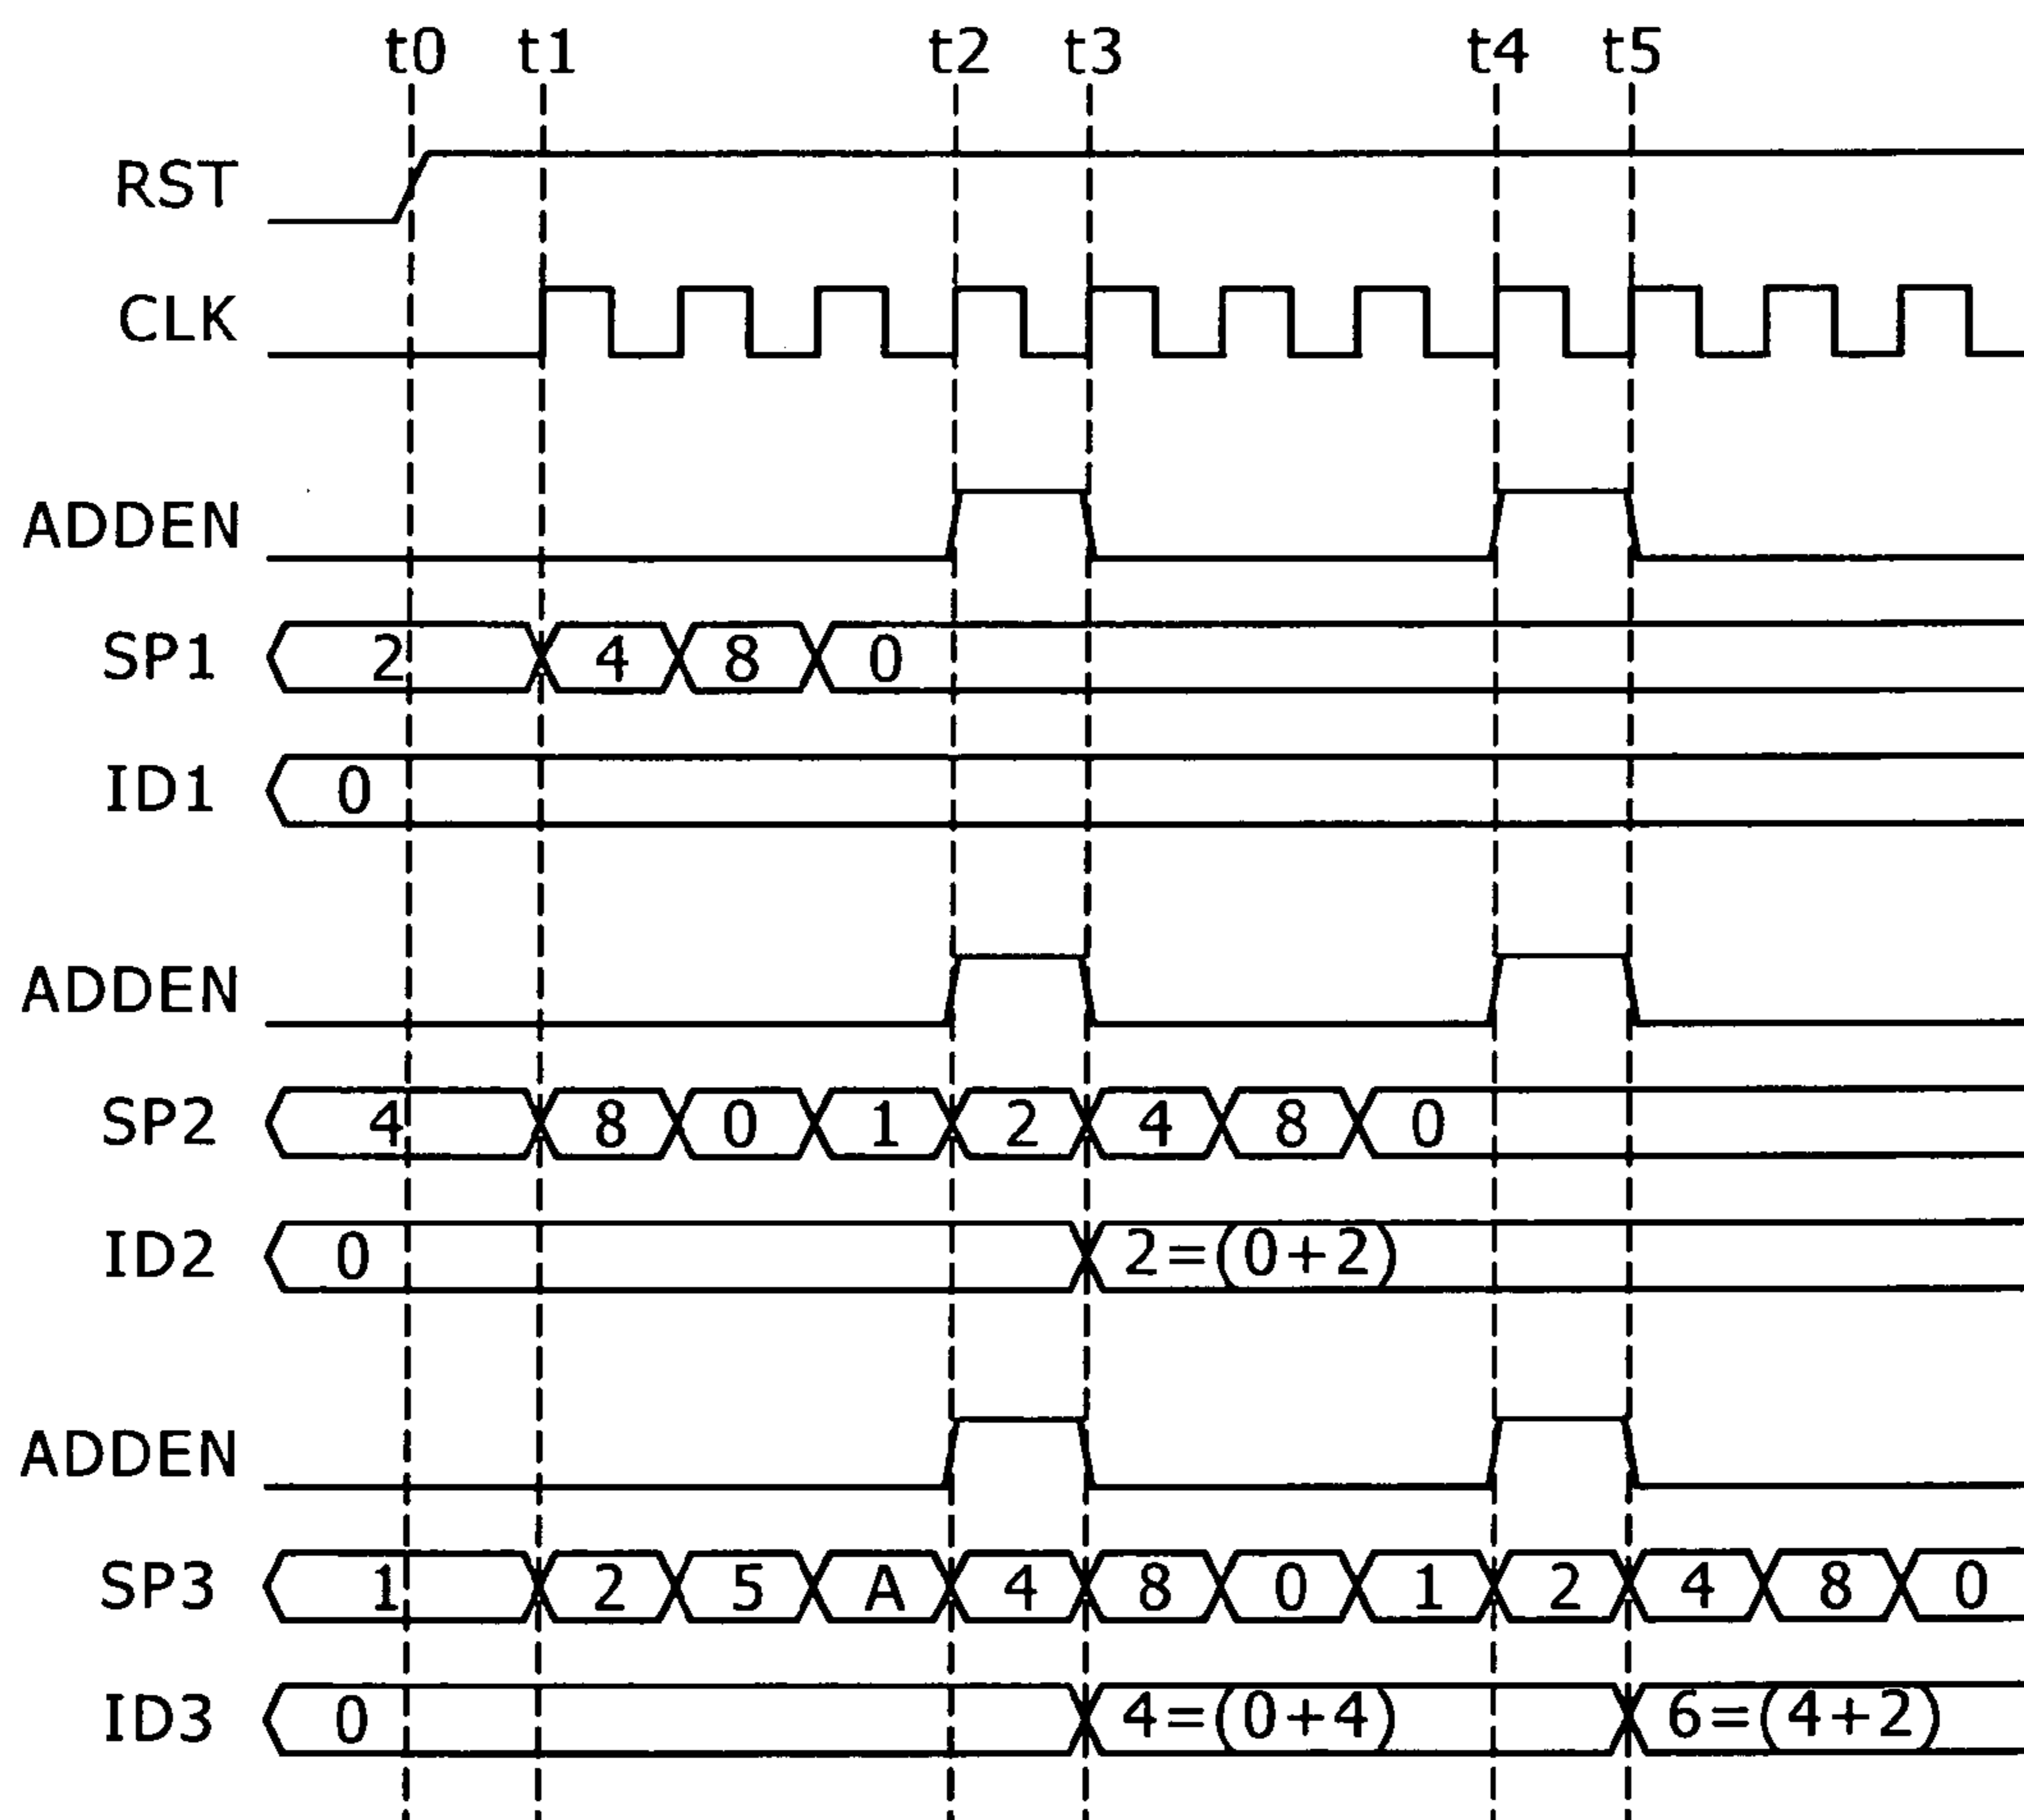 t0 t1 t2 t3 t4 t5
RST
CLK
ADDEN
SP1 2 4 8 0
ID1 0
ADDEN
SP2 4 8 0 1 2 4 8 0
ID2 0 2=(0+2)
ADDEN
SP3 1 2 5 A 4 8 0 1 2 4 8 0
ID3 0 4=(0+4) 6=(4+2)